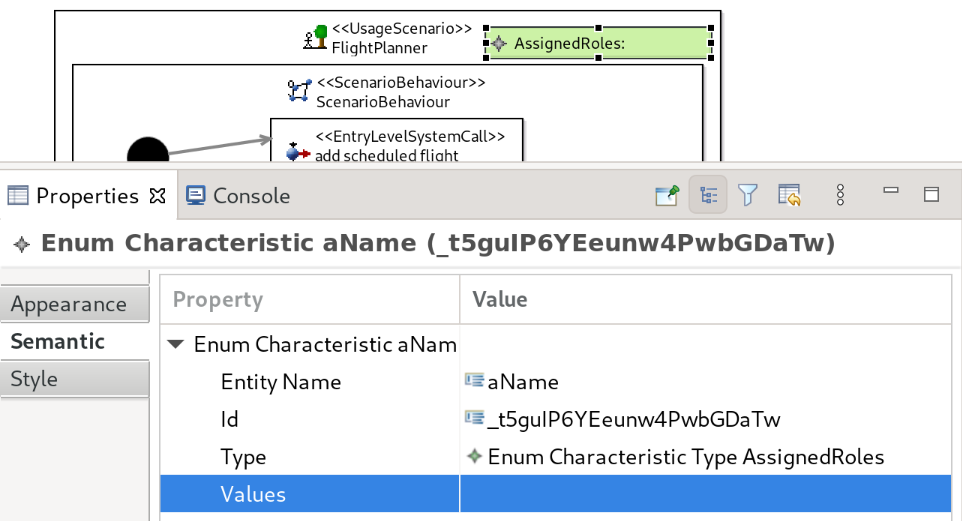 <<UsageScenario>>
FlightPlanner
AssignedRoles:
<<ScenarioBehaviour>>
ScenarioBehaviour
<<EntryLevelSystemCall>>
add scheduled flight
Properties
Console
Enum Characteristic aName (_t5guIP6YEeunw4PwbGDaTw)
Appearance
Semantic
Style
Property Value
Enum Characteristic aNam
Entity Name aName
Id _t5guIP6YEeunw4PwbGDaTw
Type Enum Characteristic Type AssignedRoles
Values